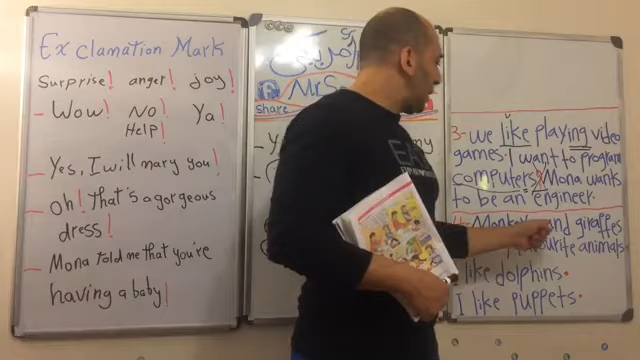 Exclamation Mark
Surprise! anger! joy!
- Wow! NO! Ya!
HELP!
- Yes, I will mary you!
- Oh! that's a gorgeous
dress!
- Mona told me that you're
having a baby!
Mr
share
3- we like playing video
games. I want to program
computers Mona wants
to be an engineer.
4- Monkey and giraffes
favourite animals.
like dolphins.
I like puppets.